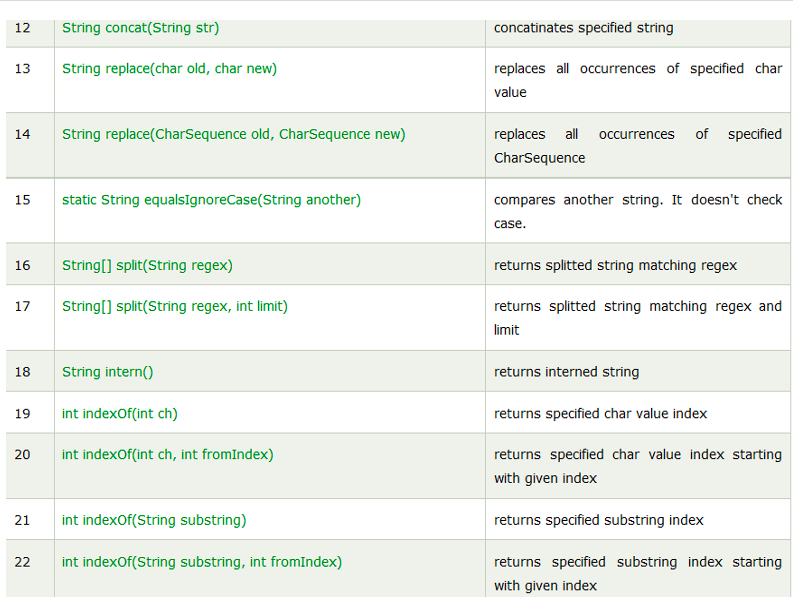 12 String concat(String str) concatinates specified string
13 String replace(char old, char new) replaces all occurrences of specified char
value
14 String replace(CharSequence old, CharSequence new) replaces all occurrences of specified
CharSequence
15 static String equalsIgnoreCase(String another) compares another string. It doesn't check
case.
16 String[] split(String regex) returns splitted string matching regex
17 String[] split(String regex, int limit) returns splitted string matching regex and
limit
18 String intern() returns interned string
19 int indexOf(int ch) returns specified char value index
20 int indexOf(int ch, int fromIndex) returns specified char value index starting
with given index
21 int indexOf(String substring) returns specified substring index
22 int indexOf(String substring, int fromIndex) returns specified substring index starting
with given index